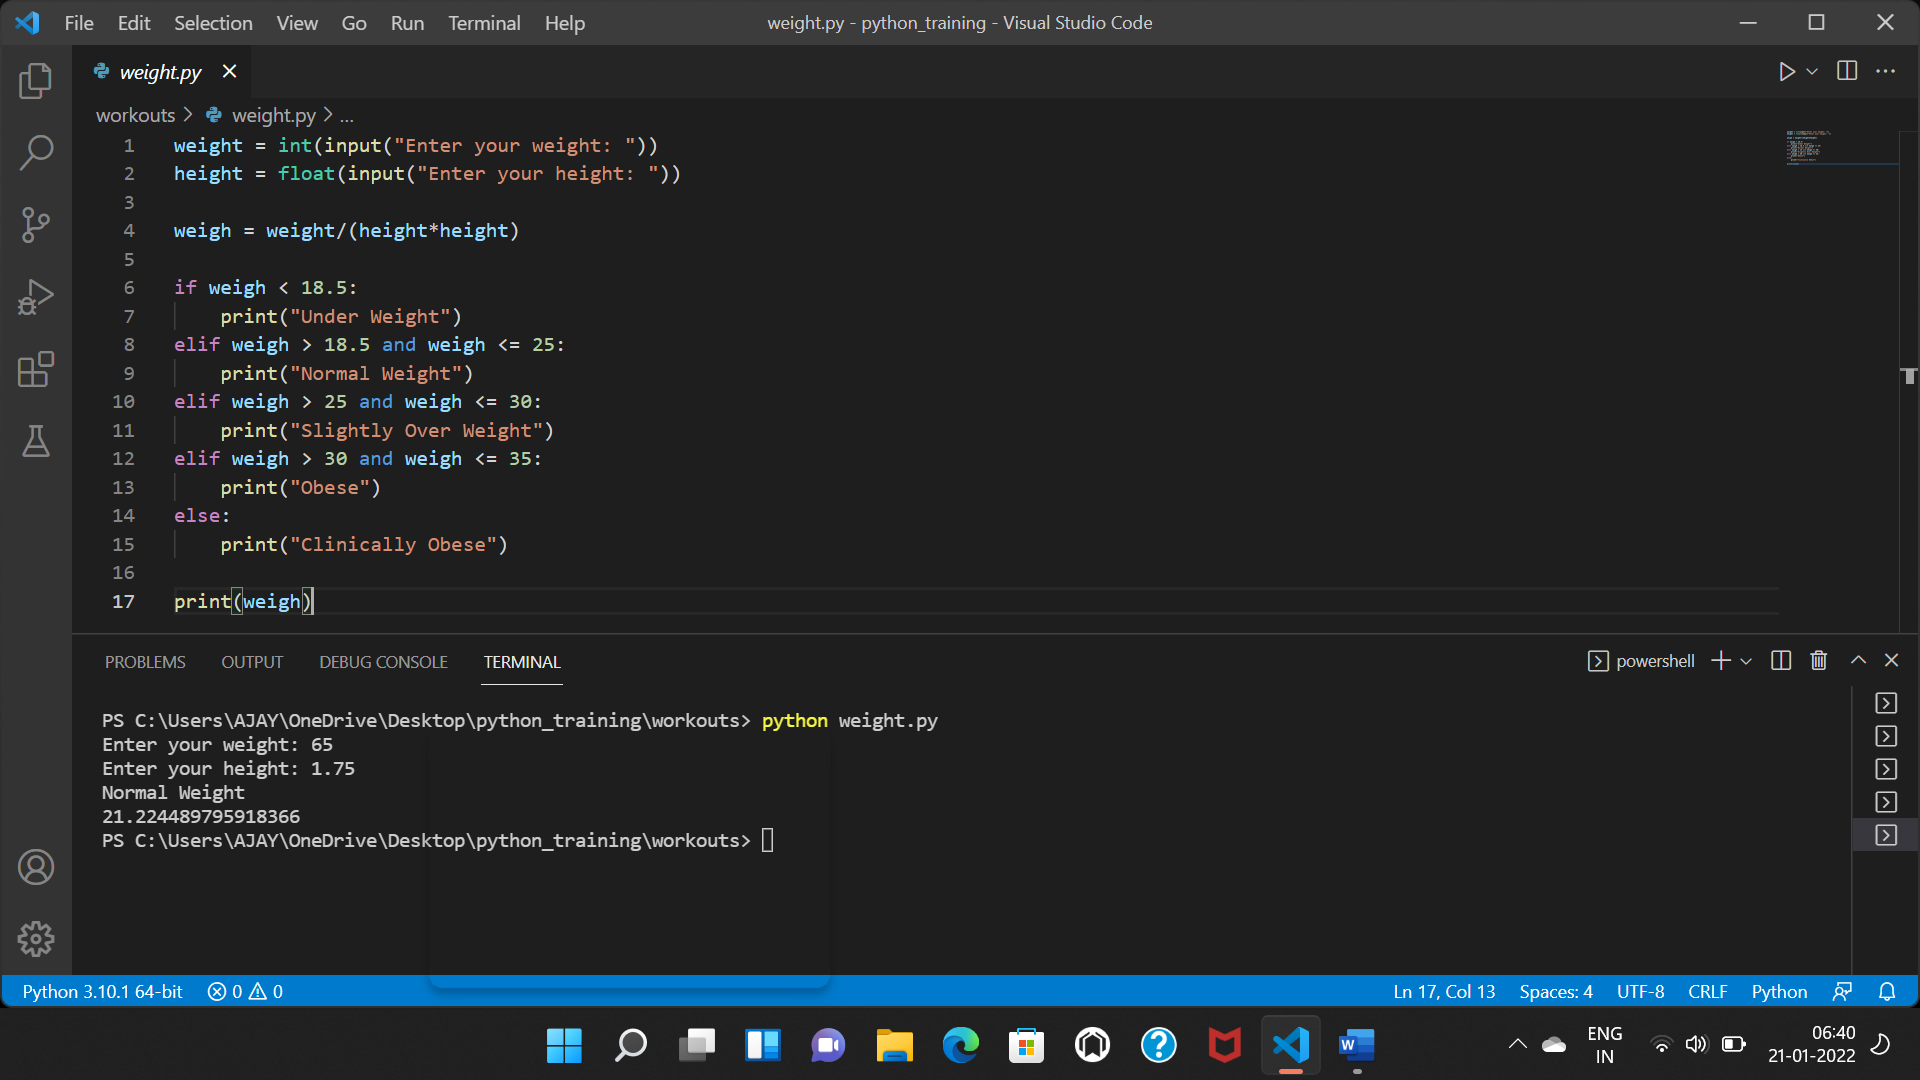 File Edit Selection View Go Run Terminal Help weight.py - python_training - Visual Studio Code
weight.py
workouts > weight.py > ...
1 weight = int(input("Enter your weight: "))
2 height = float(input("Enter your height: "))
3
4 weigh = weight/(height*height)
5
6 if weigh < 18.5:
7     print("Under Weight")
8 elif weigh > 18.5 and weigh <= 25:
9     print("Normal Weight")
10 elif weigh > 25 and weigh <= 30:
11     print("Slightly Over Weight")
12 elif weigh > 30 and weigh <= 35:
13     print("Obese")
14 else:
15     print("Clinically Obese")
16
17 print(weigh)
PROBLEMS OUTPUT DEBUG CONSOLE TERMINAL powershell
PS C:\Users\AJAY\OneDrive\Desktop\python_training\workouts> python weight.py
Enter your weight: 65
Enter your height: 1.75
Normal Weight
21.224489795918366
PS C:\Users\AJAY\OneDrive\Desktop\python_training\workouts>
Python 3.10.1 64-bit 0 0 Ln 17, Col 13 Spaces: 4 UTF-8 CRLF Python
ENG 06:40
IN 21-01-2022